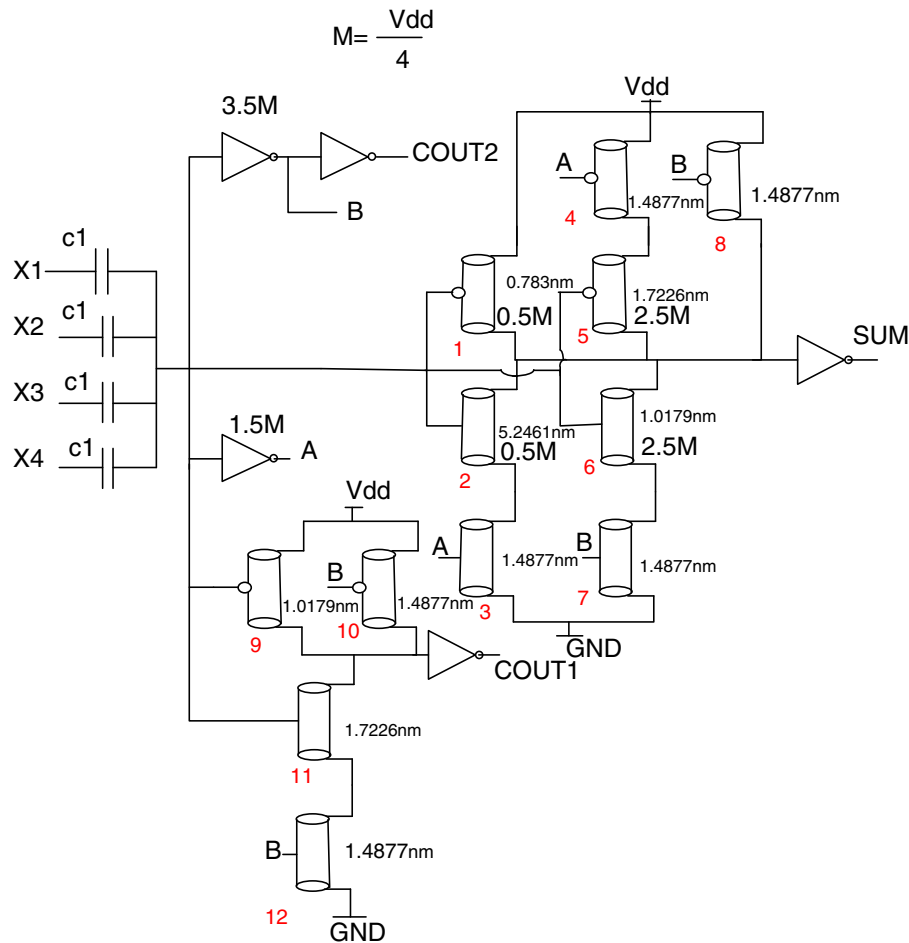 M= Vdd
4
Vdd
3.5M
COUT2
B
A
4
1.4877nm
B
8
1.4877nm
c1
X1
c1
X2
c1
X3
c1
X4
0.783nm
0.5M
1
1.7226nm
2.5M
5
SUM
1.5M
A
5.2461nm
0.5M
2
1.0179nm
2.5M
6
Vdd
A
1.4877nm
3
B
1.4877nm
7
GND
1.0179nm
9
B
1.4877nm
10
COUT1
1.7226nm
11
B
1.4877nm
12
GND